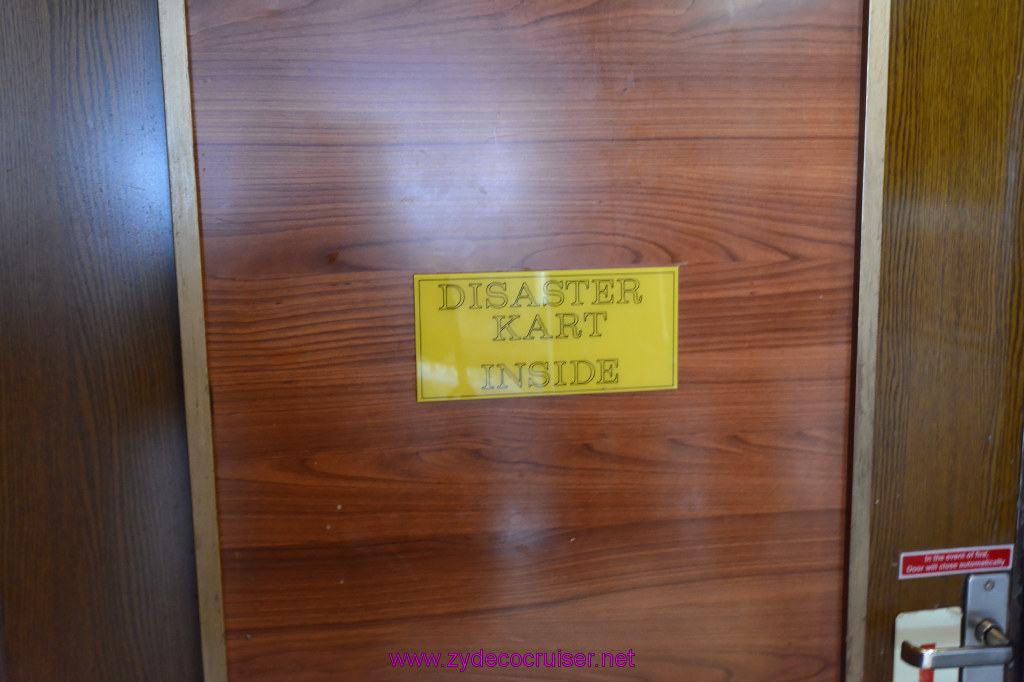 DISASTER
KART
INSIDE
In the event of fire,
Door will close automatically
www.zydecocruiser.net